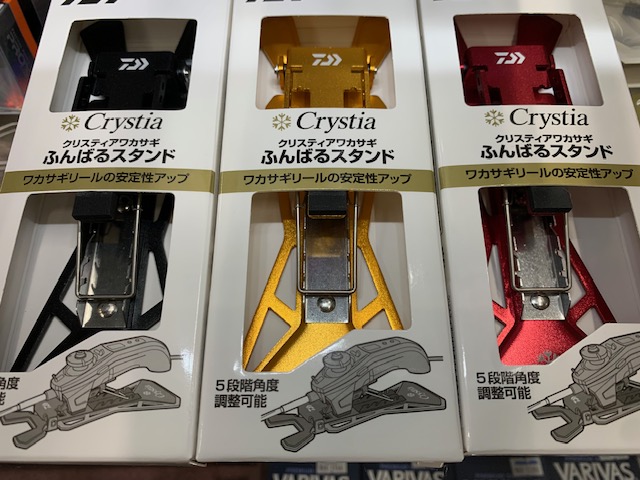 Crystia
クリスティアワカサギ
ふんばるスタンド
ワカサギリールの安定性アップ
角度
能
Crystia
クリスティアワカサギ
ふんばるスタンド
ワカサギリールの安定性アップ
5段階角度
調整可能
Crystia
クリスティアワカサギ
ふんばるスタンド
ワカサギリールの安定性アップ
5段階角度
調整可能
VARIVAS
VARIVAS
VARIVAS